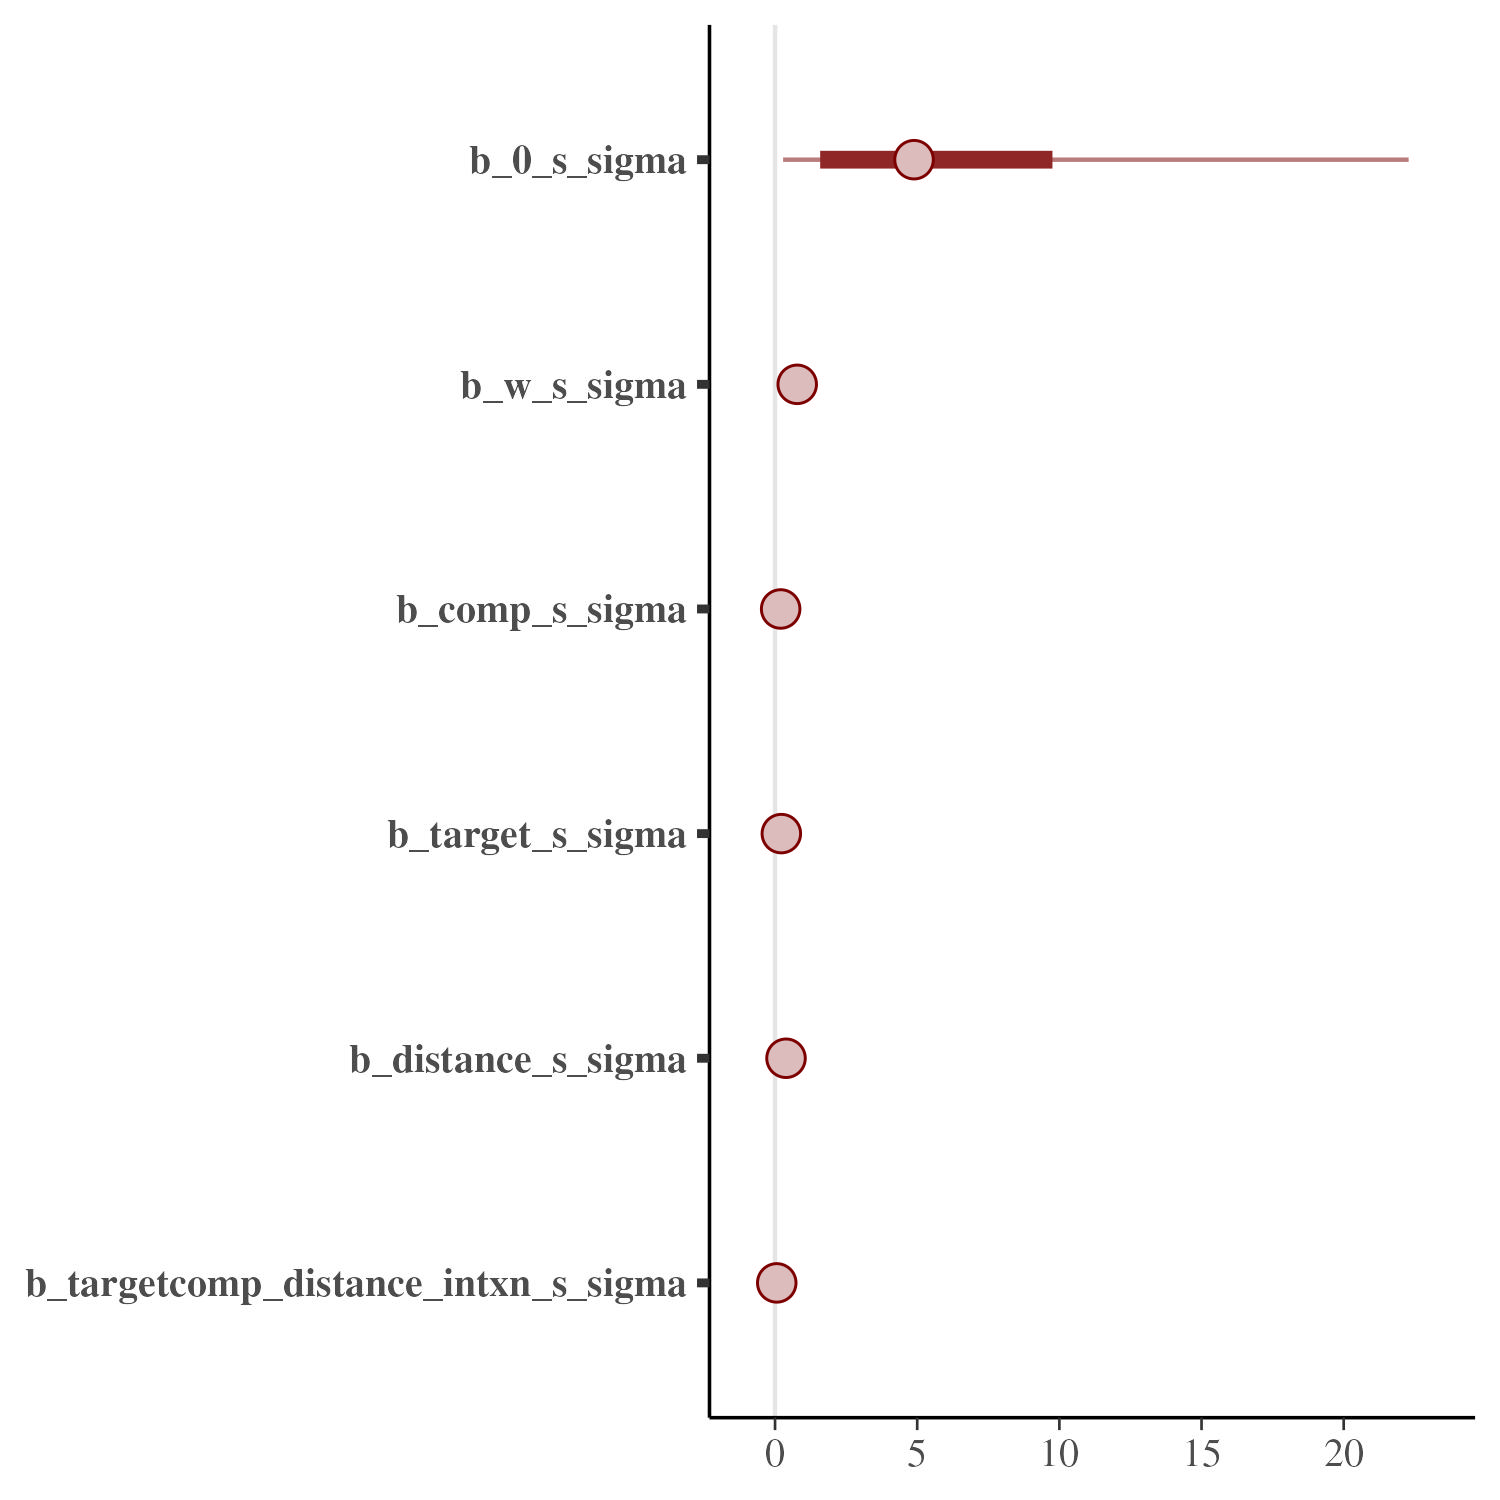 b_0_s_sigma
b_w_s_sigma
b_comp_s_sigma
b_target_s_sigma
b_distance_s_sigma
b_targetcomp_distance_intxn_s_sigma
0 5 10 15 20